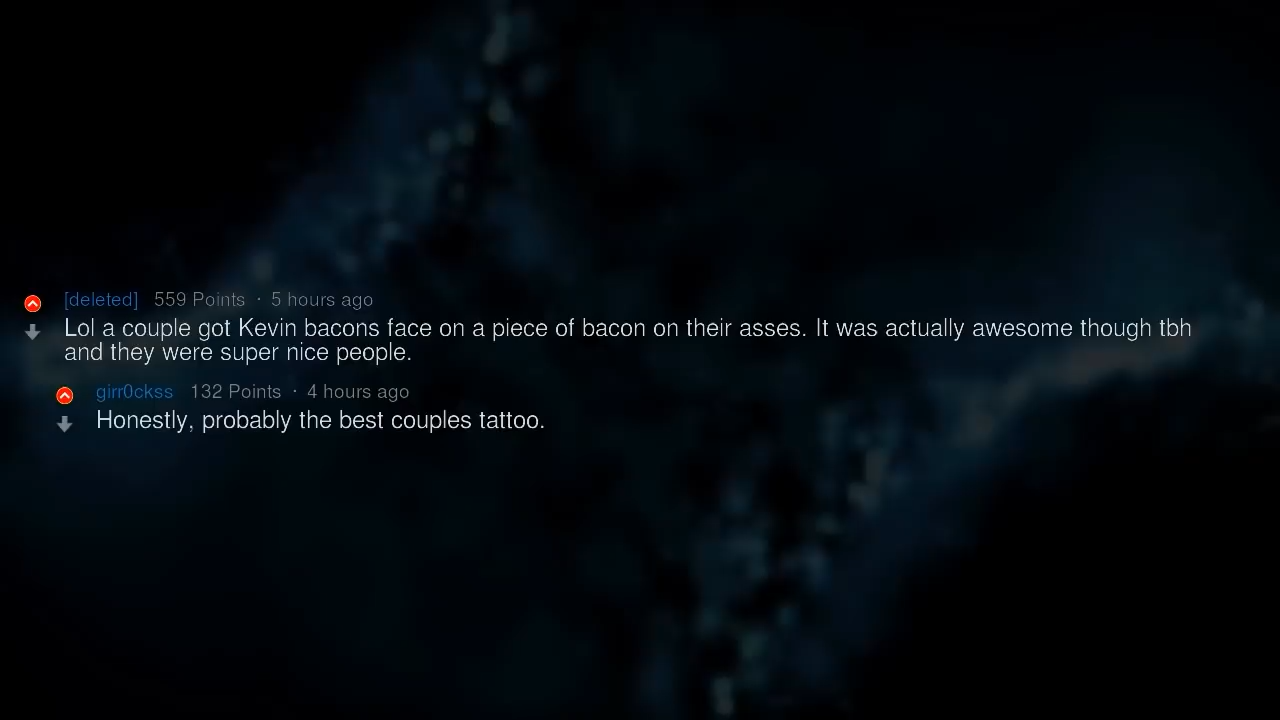 [deleted] 559 Points · 5 hours ago
Lol a couple got Kevin bacons face on a piece of bacon on their asses. It was actually awesome though tbh
and they were super nice people.
girr0ckss 132 Points · 4 hours ago
Honestly, probably the best couples tattoo.